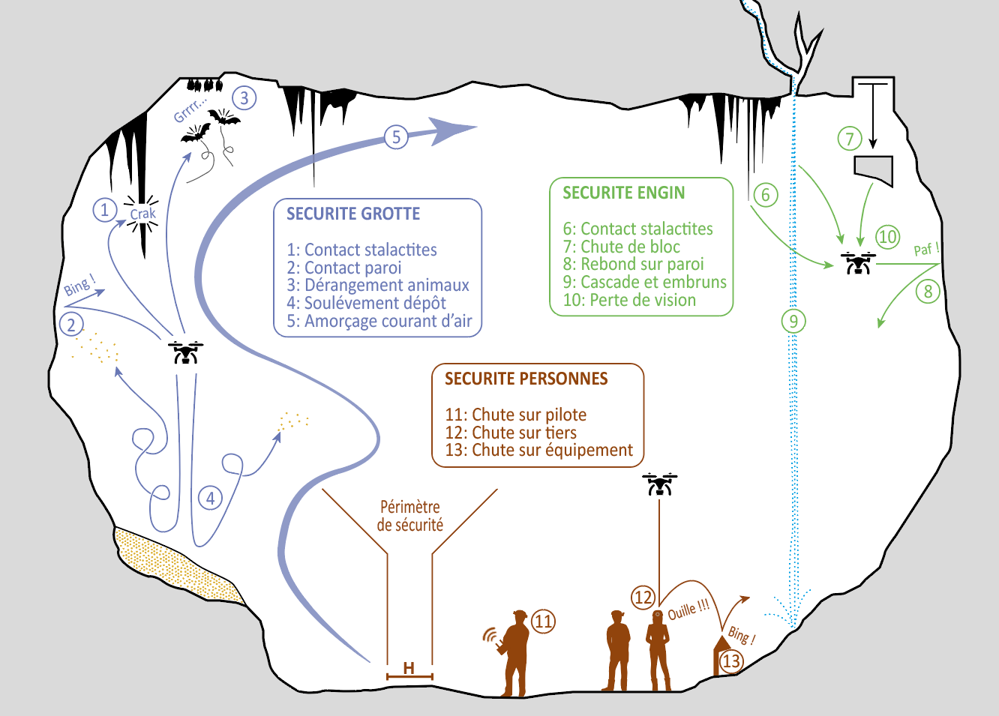 3
Grrrr...
5
7
1
Crak
6
10
Paf !
Bing !
2
8
9
SECURITE GROTTE
1: Contact stalactites
2: Contact paroi
3: Dérangement animaux
4: Soulévement dépôt
5: Amorçage courant d'air
SECURITE ENGIN
6: Contact stalactites
7: Chute de bloc
8: Rebond sur paroi
9: Cascade et embruns
10: Perte de vision
SECURITE PERSONNES
11: Chute sur pilote
12: Chute sur tiers
13: Chute sur équipement
4
Périmètre
de sécurité
H
11
12
Ouille !!!
Bing !
13